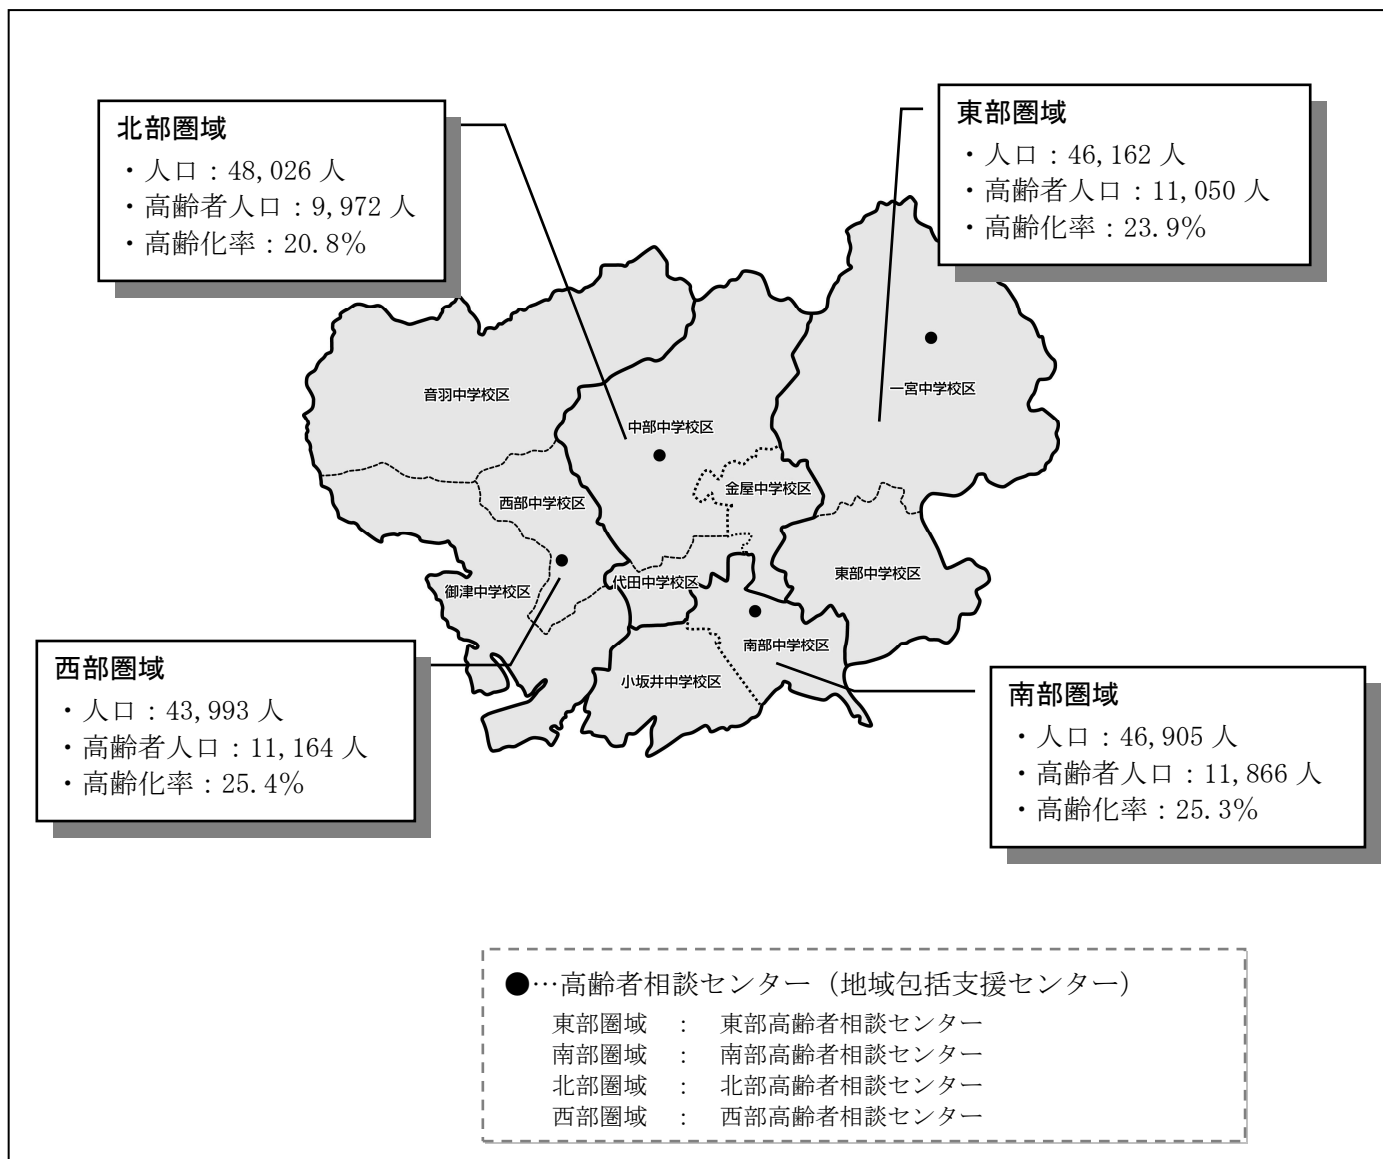 北部圏域
・人口：48,026 人
・高齢者人口：9,972 人
・高齢化率：20.8％
東部圏域
・人口：46,162 人
・高齢者人口：11,050 人
・高齢化率：23.9％
音羽中学校区
一宮中学校区
中部中学校区
金屋中学校区
西部中学校区
東部中学校区
代田中学校区
御津中学校区
南部中学校区
小坂井中学校区
西部圏域
・人口：43,993 人
・高齢者人口：11,164 人
・高齢化率：25.4％
南部圏域
・人口：46,905 人
・高齢者人口：11,866 人
・高齢化率：25.3％
●…高齢者相談センター（地域包括支援センター）
東部圏域　：　東部高齢者相談センター
南部圏域　：　南部高齢者相談センター
北部圏域　：　北部高齢者相談センター
西部圏域　：　西部高齢者相談センター